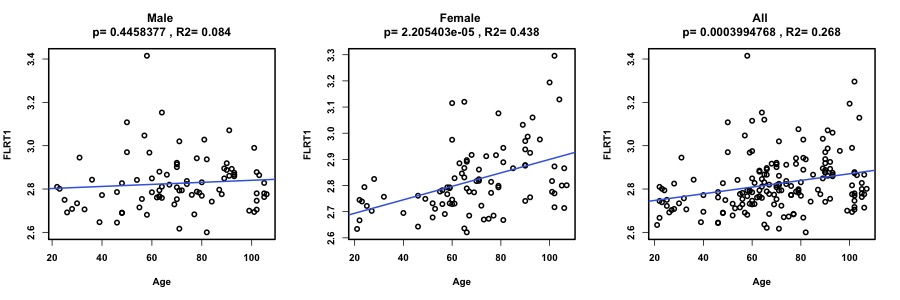 Male
p= 0.4458377 , R2= 0.084
FLRT1
3.4
3.2
3.0
2.8
2.6
20 40 60 80 100
Age
Female
p= 2.205403e-05 , R2= 0.438
FLRT1
3.3
3.2
3.1
3.0
2.9
2.8
2.7
2.6
20 40 60 80 100
Age
All
p= 0.0003994768 , R2= 0.268
FLRT1
3.4
3.2
3.0
2.8
2.6
20 40 60 80 100
Age